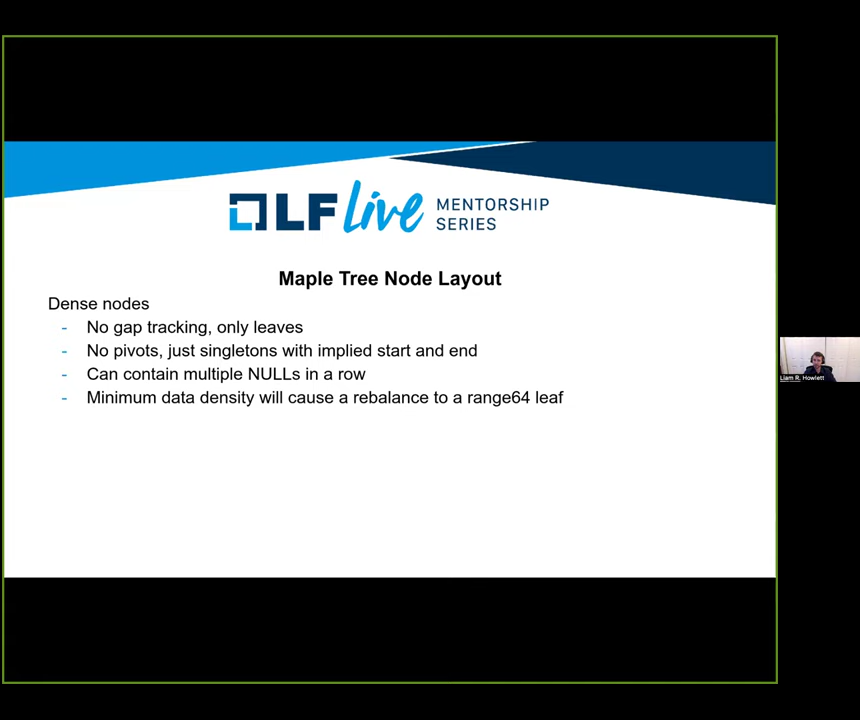 LF Live MENTORSHIP
SERIES
Maple Tree Node Layout
Dense nodes
- No gap tracking, only leaves
- No pivots, just singletons with implied start and end
- Can contain multiple NULLs in a row
- Minimum data density will cause a rebalance to a range64 leaf
Liam R. Howlett